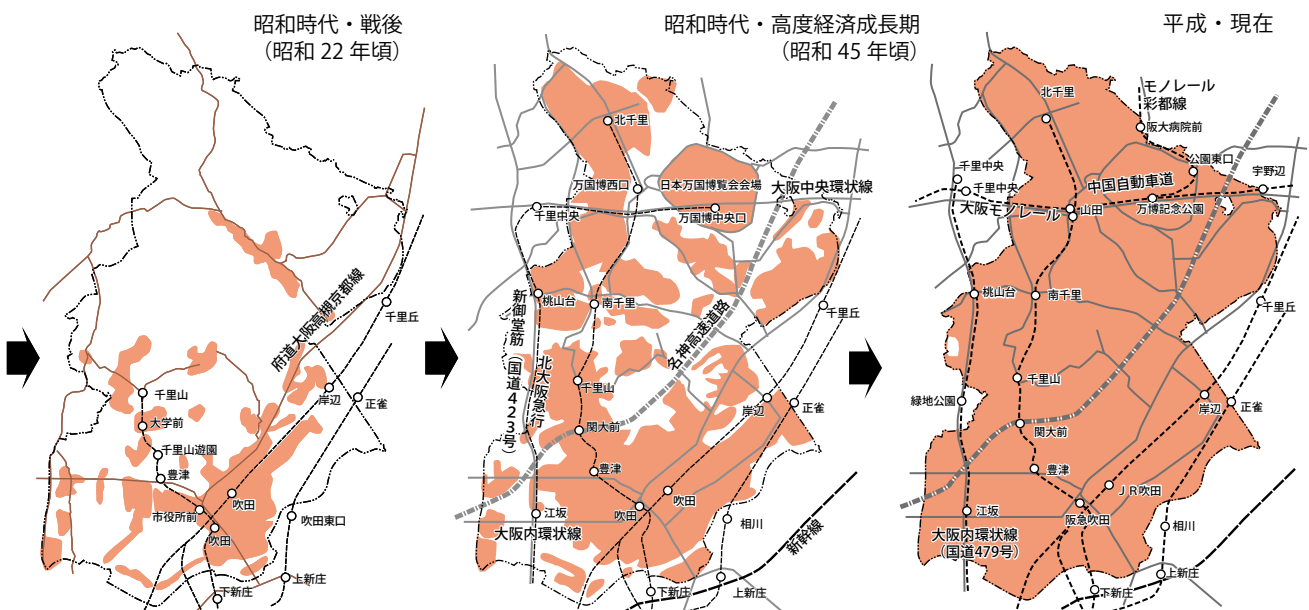 昭和時代・戦後
（昭和 22 年頃）
府道大阪高槻京都線
千里丘
千里山
岸辺
正雀
大学前
千里山遊園
豊津
吹田
市役所前
吹田東口
吹田
上新庄
下新庄
昭和時代・高度経済成長期
（昭和 45 年頃）
北千里
万国博西口
日本万国博覧会会場
大阪中央環状線
千里中央
万国博中央口
桃山台
南千里
千里丘
新御堂筋（国道423号）
北大阪急行
名神高速道路
千里山
岸辺
正雀
関大前
豊津
吹田
吹田
江坂
相川
大阪内環状線
新幹線
下新庄
上新庄
平成・現在
北千里
モノレール
彩都線
阪大病院前
公園東口
千里中央
宇野辺
千里中央
中国自動車道
大阪モノレール
山田
万博記念公園
桃山台
南千里
千里丘
千里山
緑地公園
岸辺
正雀
関大前
豊津
ＪＲ吹田
江坂
阪急吹田
相川
大阪内環状線
（国道479号）
上新庄
下新庄